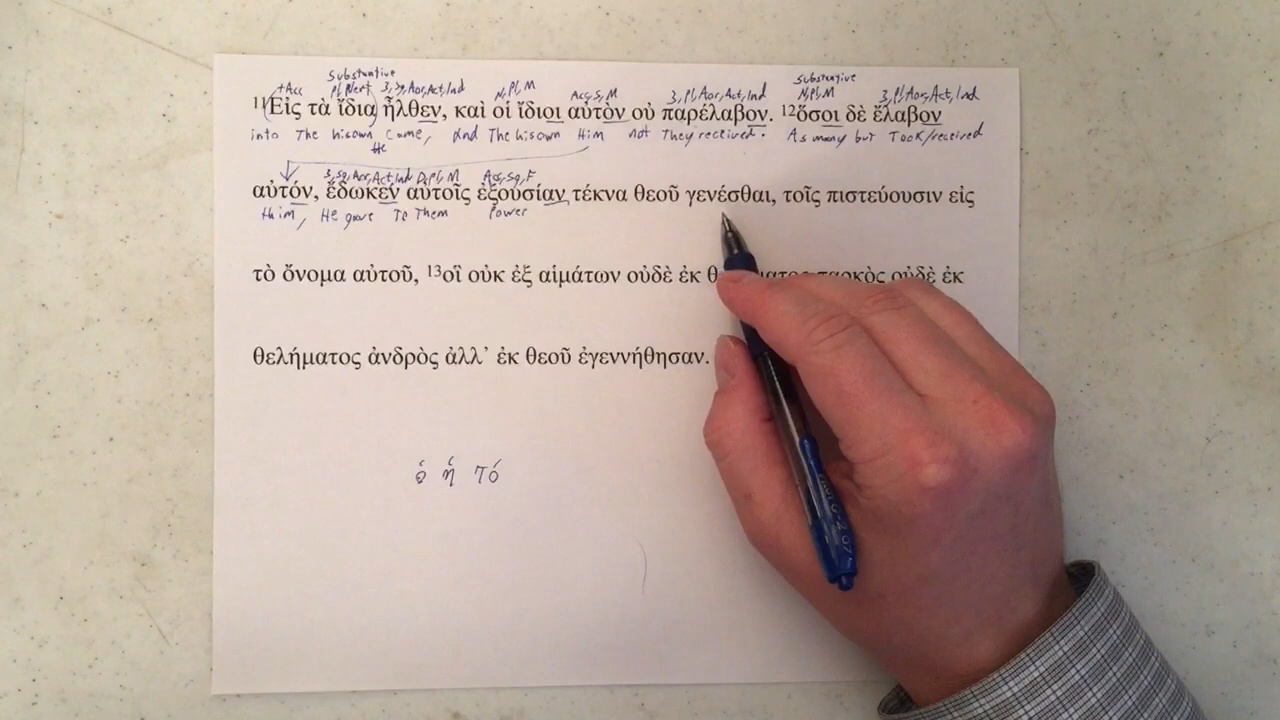 substantive substantive
+Acc Pl, Neut 3, Sg, Aor, Act, Ind N, Pl, M Acc, S, M 3, Pl, Aor, Act, Ind N, Pl, M 3, Pl, Aor, Act, Ind
11(Εἰς τὰ ἴδια) ἦλθεν, καὶ οἱ ἴδιοι αὐτὸν οὐ παρέλαβον. 12ὅσοι δὲ ἔλαβον
into The his own came, and The his own Him not They received. As many but Took/received
He
3, Sg, Aor, Act, Ind D, Pl, M Acc, Sg, F
αὐτόν, ἔδωκεν αὐτοῖς ἐξουσίαν τέκνα θεοῦ γενέσθαι, τοῖς πιστεύουσιν εἰς
him, He gave To Them Power
τὸ ὄνομα αὐτοῦ, 13οἳ οὐκ ἐξ αἱμάτων οὐδὲ ἐκ οὐδὲ ἐκ
θελήματος ἀνδρὸς ἀλλ᾽ ἐκ θεοῦ ἐγεννήθησαν.
ὁ ἡ τό